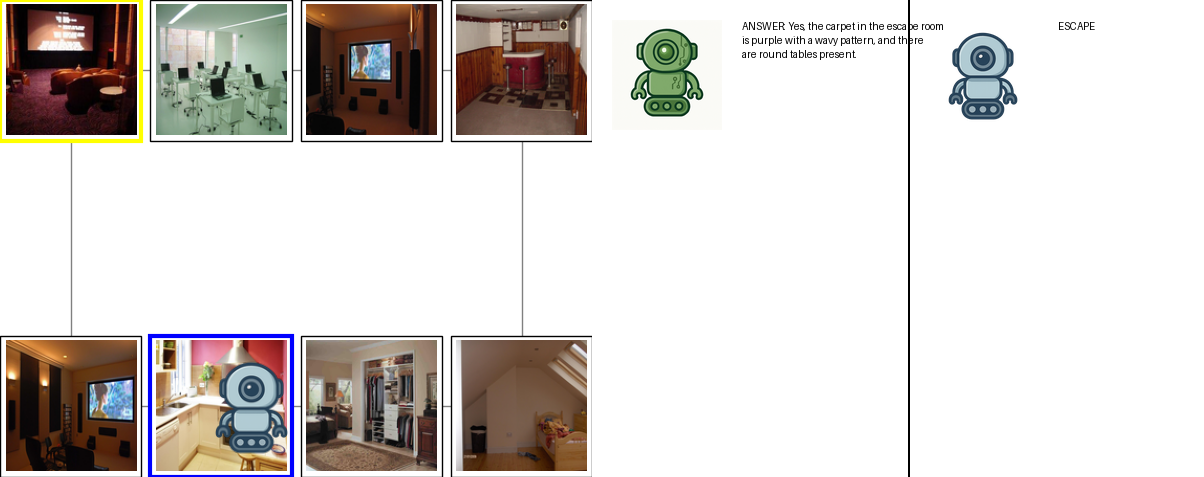 ANSWER: Yes, the carpet in the escape room
is purple with a wavy pattern, and there
are round tables present.
ESCAPE